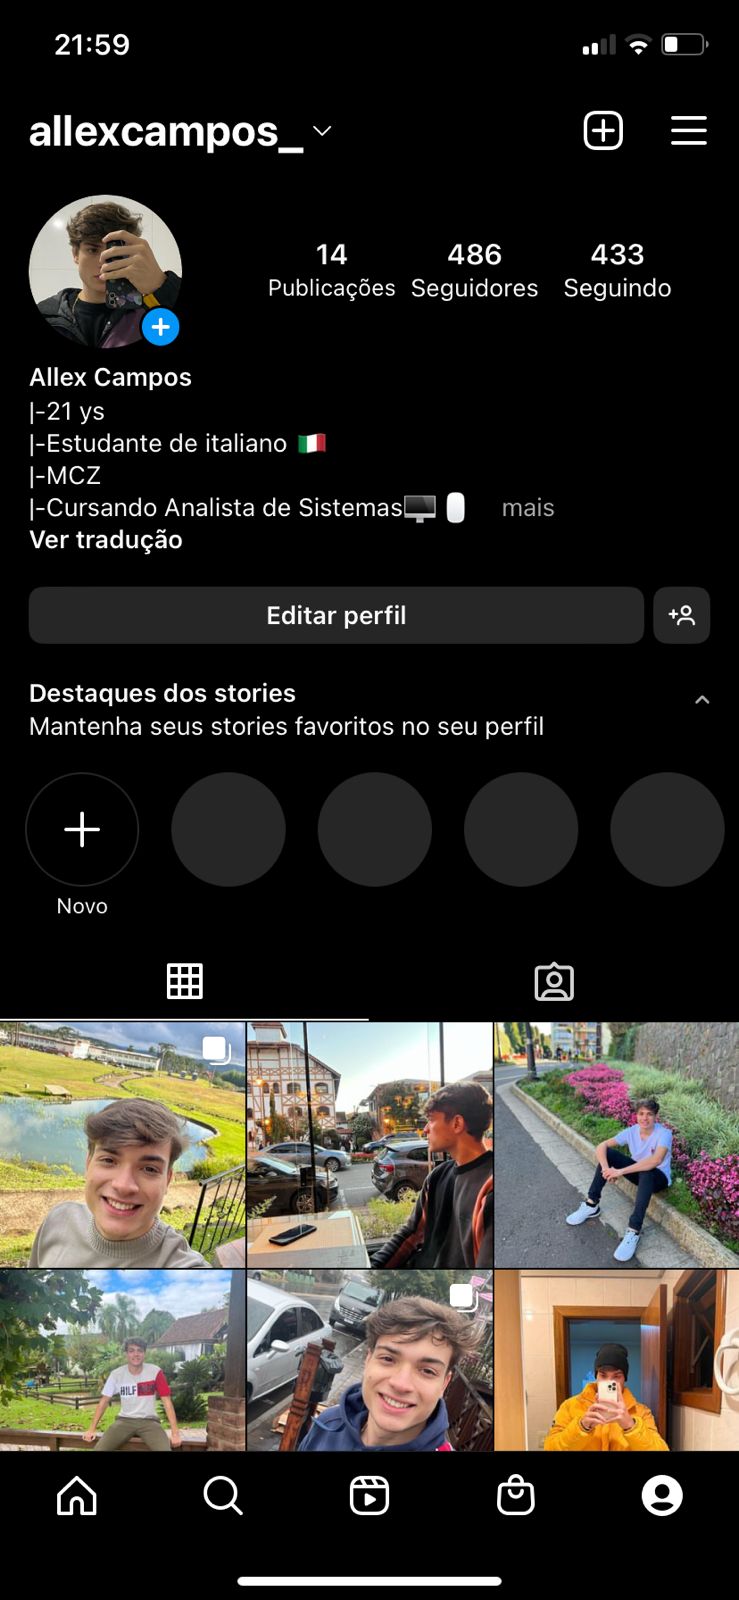 21:59
allexcampos_
14 486 433
Publicações Seguidores Seguindo
Allex Campos
|-21 ys
|-Estudante de italiano 🇮🇹
|-MCZ
|-Cursando Analista de Sistemas🖥️🖱️ mais
Ver tradução
Editar perfil
Destaques dos stories
Mantenha seus stories favoritos no seu perfil
Novo
HILF